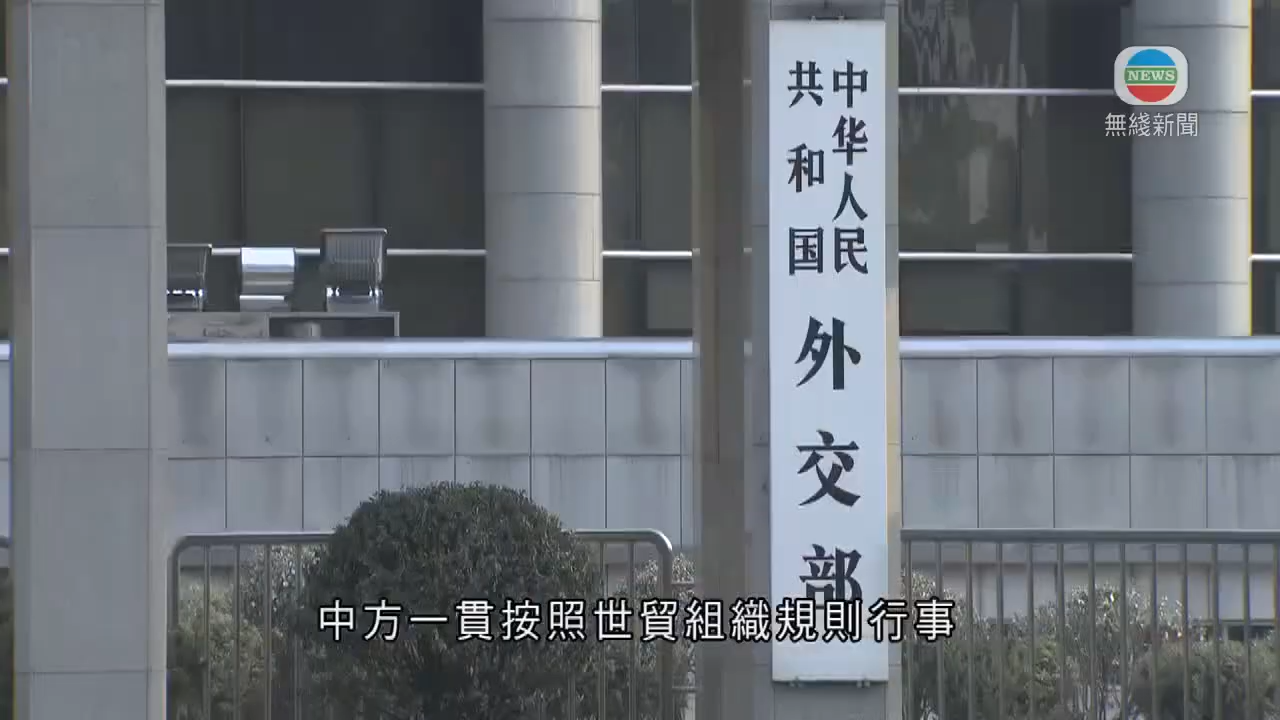 中华人民
共和国
外交部
NEWS
無綫新聞
中方一貫按照世貿組織規則行事